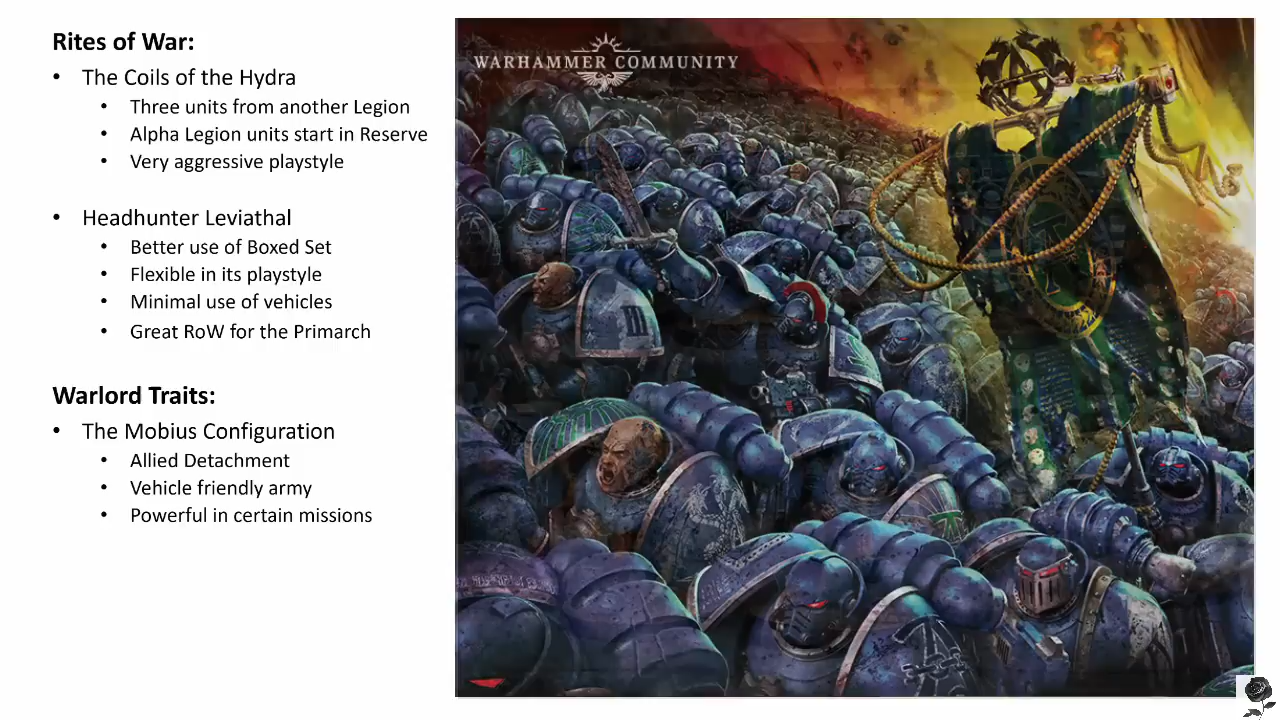 Rites of War:
• The Coils of the Hydra
• Three units from another Legion
• Alpha Legion units start in Reserve
• Very aggressive playstyle
• Headhunter Leviathal
• Better use of Boxed Set
• Flexible in its playstyle
• Minimal use of vehicles
• Great RoW for the Primarch
Warlord Traits:
• The Mobius Configuration
• Allied Detachment
• Vehicle friendly army
• Powerful in certain missions
WARHAMMER COMMUNITY
III